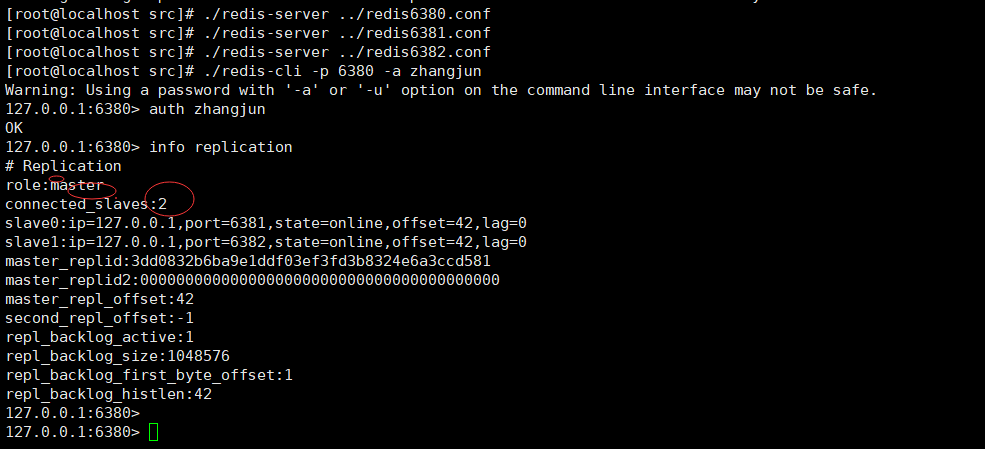 [root@localhost src]# ./redis-server ../redis6380.conf
[root@localhost src]# ./redis-server ../redis6381.conf
[root@localhost src]# ./redis-server ../redis6382.conf
[root@localhost src]# ./redis-cli -p 6380 -a zhangjun
Warning: Using a password with '-a' or '-u' option on the command line interface may not be safe.
127.0.0.1:6380> auth zhangjun
OK
127.0.0.1:6380> info replication
# Replication
role:master
connected_slaves:2
slave0:ip=127.0.0.1,port=6381,state=online,offset=42,lag=0
slave1:ip=127.0.0.1,port=6382,state=online,offset=42,lag=0
master_replid:3dd0832b6ba9e1ddf03ef3fd3b8324e6a3ccd581
master_replid2:0000000000000000000000000000000000000000
master_repl_offset:42
second_repl_offset:-1
repl_backlog_active:1
repl_backlog_size:1048576
repl_backlog_first_byte_offset:1
repl_backlog_histlen:42
127.0.0.1:6380>
127.0.0.1:6380>